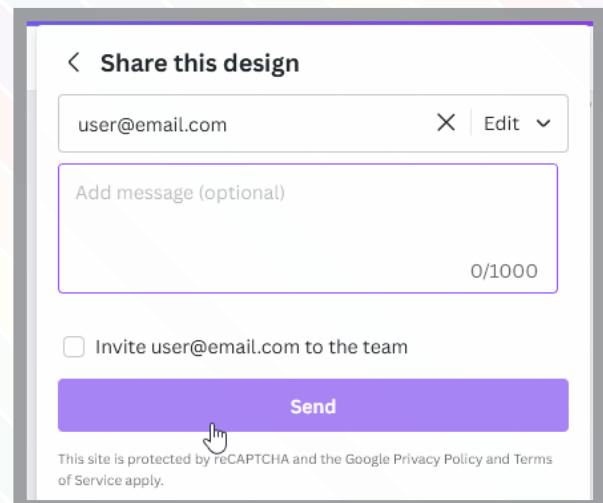 Share this design
user@email.com Edit
Add message (optional)
0/1000
Invite user@email.com to the team
Send
This site is protected by reCAPTCHA and the Google Privacy Policy and Terms
of Service apply.